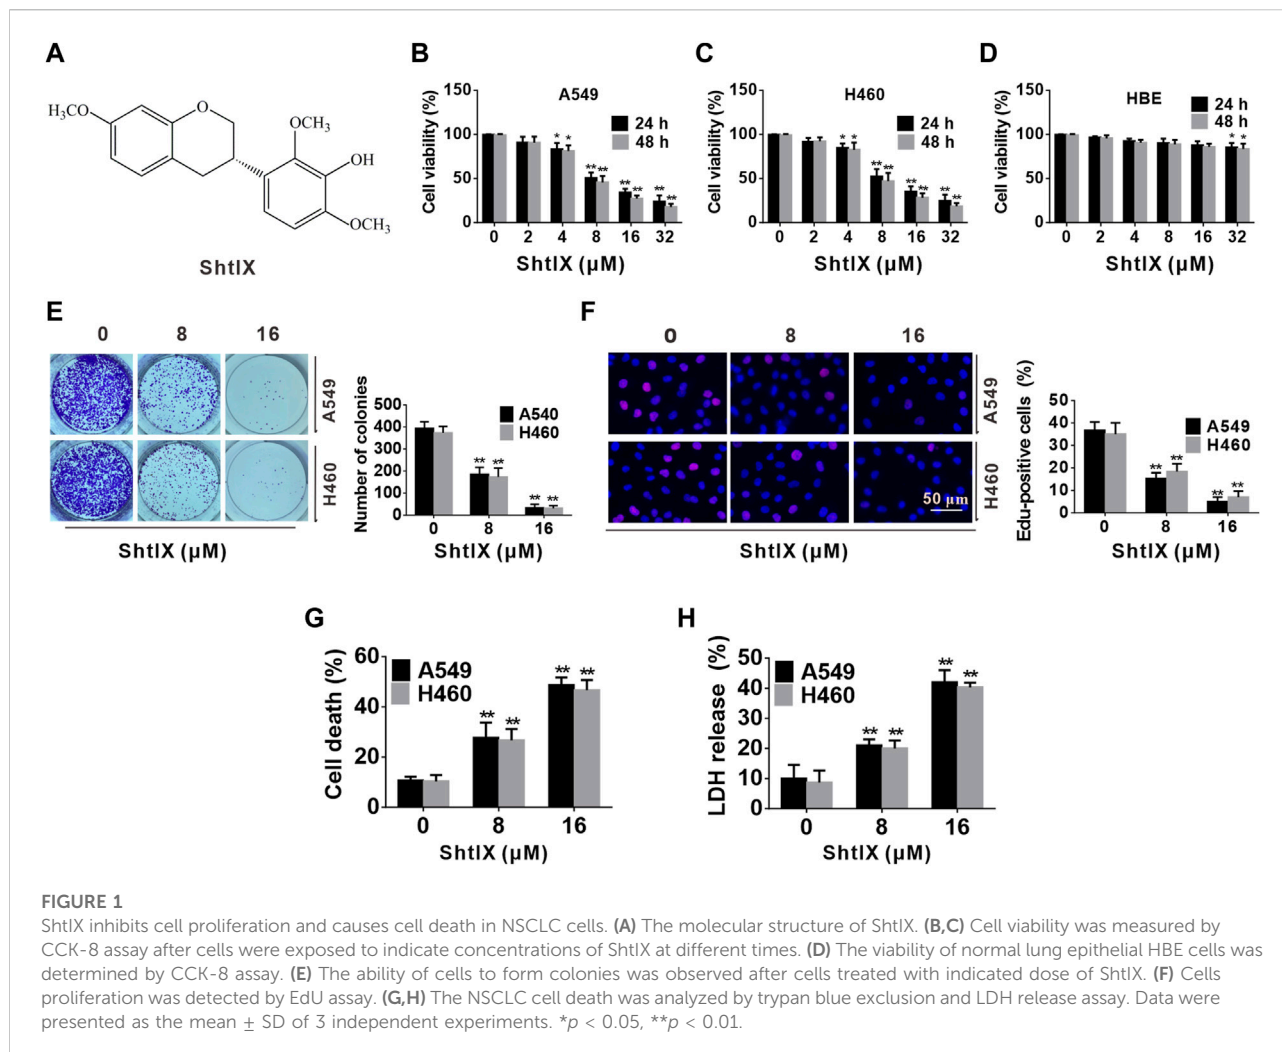 A
H₃CO
O
OCH₃
OH
OCH₃
ShtIX
B
A549
Cell viability (%)
150
100
50
0
24 h
48 h
* *
** **
** **
** **
0 2 4 8 16 32
ShtIX (μM)
C
H460
Cell viability (%)
150
100
50
0
24 h
48 h
* *
** **
** **
** **
0 2 4 8 16 32
ShtIX (μM)
D
HBE
Cell viability (%)
150
100
50
0
24 h
48 h
* *
0 2 4 8 16 32
ShtIX (μM)
E
0 8 16
A549
H460
ShtIX (μM)
Number of colonies
500
400
300
200
100
0
A540
H460
** **
** **
0 8 16
ShtIX (μM)
F
0 8 16
A549
H460
50 μm
ShtIX (μM)
Edu-positive cells (%)
50
40
30
20
10
0
A549
H460
** **
** **
0 8 16
ShtIX (μM)
G
Cell death (%)
60
40
20
0
A549
H460
** **
** **
0 8 16
ShtIX (μM)
H
LDH release (%)
50
40
30
20
10
0
A549
H460
** **
** **
0 8 16
ShtIX (μM)
FIGURE 1
ShtIX inhibits cell proliferation and causes cell death in NSCLC cells. (A) The molecular structure of ShtIX. (B,C) Cell viability was measured by
CCK-8 assay after cells were exposed to indicate concentrations of ShtIX at different times. (D) The viability of normal lung epithelial HBE cells was
determined by CCK-8 assay. (E) The ability of cells to form colonies was observed after cells treated with indicated dose of ShtIX. (F) Cells
proliferation was detected by EdU assay. (G,H) The NSCLC cell death was analyzed by trypan blue exclusion and LDH release assay. Data were
presented as the mean ± SD of 3 independent experiments. *p < 0.05, **p < 0.01.